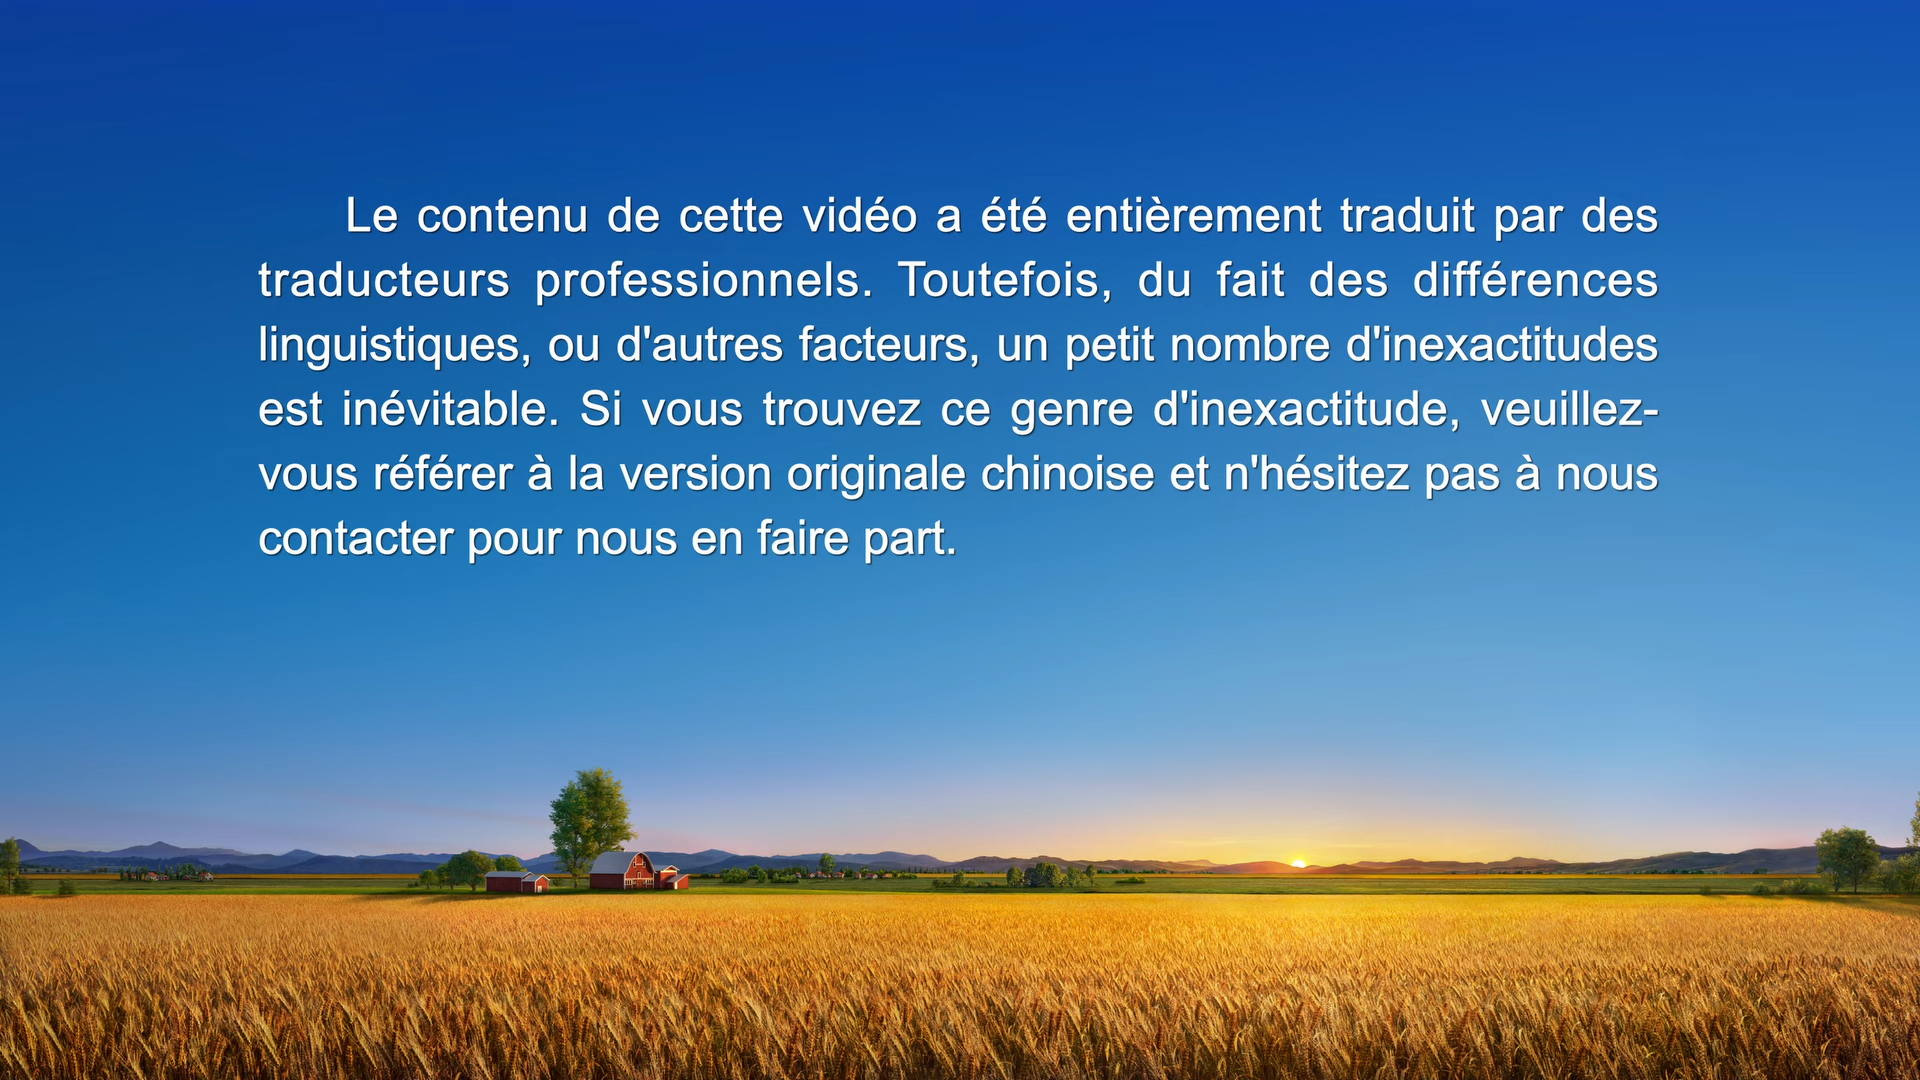 Le contenu de cette vidéo a été entièrement traduit par des
traducteurs professionnels. Toutefois, du fait des différences
linguistiques, ou d'autres facteurs, un petit nombre d'inexactitudes
est inévitable. Si vous trouvez ce genre d'inexactitude, veuillez-
vous référer à la version originale chinoise et n'hésitez pas à nous
contacter pour nous en faire part.